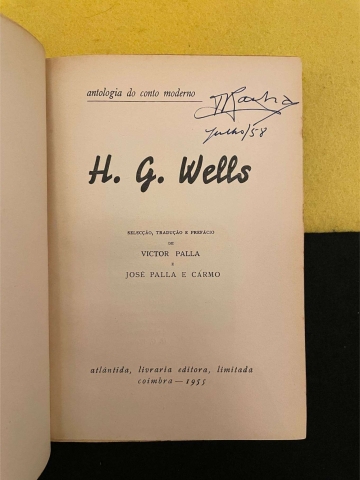 antologia do conto moderno
Julho/58
H. G. Wells
SELECÇÃO, TRADUÇÃO E PREFÁCIO
DE
VICTOR PALLA
E
JOSÉ PALLA E CARMO
atlântida, livraria editora, limitada
coimbra — 1955